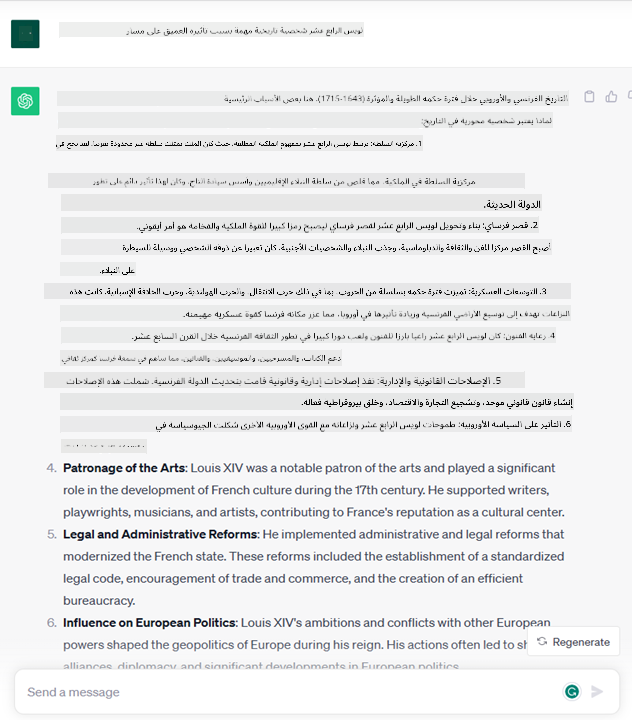 لويس الرابع عشر شخصية تاريخية مهمة بسبب تأثيره العميق على مسار
التاريخ الفرنسي والأوروبي خلال فترة حكمه الطويلة والمؤثرة (1643-1715). هنا بعض الأسباب الرئيسية
لماذا يعتبر شخصية محورية في التاريخ:
1. مركزية السلطة: يرتبط لويس الرابع عشر بمفهوم الملكية المطلقة، حيث كان الملك يمتلك سلطة غير محدودة تقريبا. لقد نجح في
مركزية السلطة في الملكية، مما قلص من سلطة النبلاء الإقليميين واسس سيادة التاج. وكان لهذا تأثير دائم على تطور
الدولة الحديثة.
2. قصر فرساي: بناء وتحويل لويس الرابع عشر لقصر فرساي ليصبح رمزا كبيرا للقوة الملكية والفخامة هو أمر أيقوني.
أصبح القصر مركزا للفن والثقافة والدبلوماسية، وجذب النبلاء والشخصيات الأجنبية. كان تعبيرا عن ذوقه الشخصي ووسيلة للسيطرة
على النبلاء.
3. التوسعات العسكرية: تميزت فترة حكمه بسلسلة من الحروب، بما في ذلك حرب الانتقال، والحرب الهولندية، وحرب الخلافة الإسبانية. كانت هذه
النزاعات تهدف إلى توسيع الأراضي الفرنسية وزيادة تأثيرها في أوروبا، مما عزز مكانة فرنسا كقوة عسكرية مهيمنة.
4. رعاية الفنون: كان لويس الرابع عشر راعيا بارزا للفنون ولعب دورا كبيرا في تطور الثقافة الفرنسية خلال القرن السابع عشر.
دعم الكتاب، والمسرحيين، والموسيقيين، والفنانين، مما ساهم في سمعة فرنسا كمركز ثقافي
5. الإصلاحات القانونية والإدارية: نفذ إصلاحات إدارية وقانونية قامت بتحديث الدولة الفرنسية. شملت هذه الإصلاحات
إنشاء قانون قانوني موحد، وتشجيع التجارة والاقتصاد، وخلق بيروقراطية فعالة.
6. التأثير على السياسة الأوروبية: طموحات لويس الرابع عشر ونزاعاته مع القوى الأوروبية الأخرى شكلت الجيوسياسة في
4. Patronage of the Arts: Louis XIV was a notable patron of the arts and played a significant
role in the development of French culture during the 17th century. He supported writers,
playwrights, musicians, and artists, contributing to France's reputation as a cultural center.
5. Legal and Administrative Reforms: He implemented administrative and legal reforms that
modernized the French state. These reforms included the establishment of a standardized
legal code, encouragement of trade and commerce, and the creation of an efficient
bureaucracy.
6. Influence on European Politics: Louis XIV's ambitions and conflicts with other European
powers shaped the geopolitics of Europe during his reign. His actions often led to
alliances, diplomacy, and significant developments in European politics.
Regenerate
Send a message